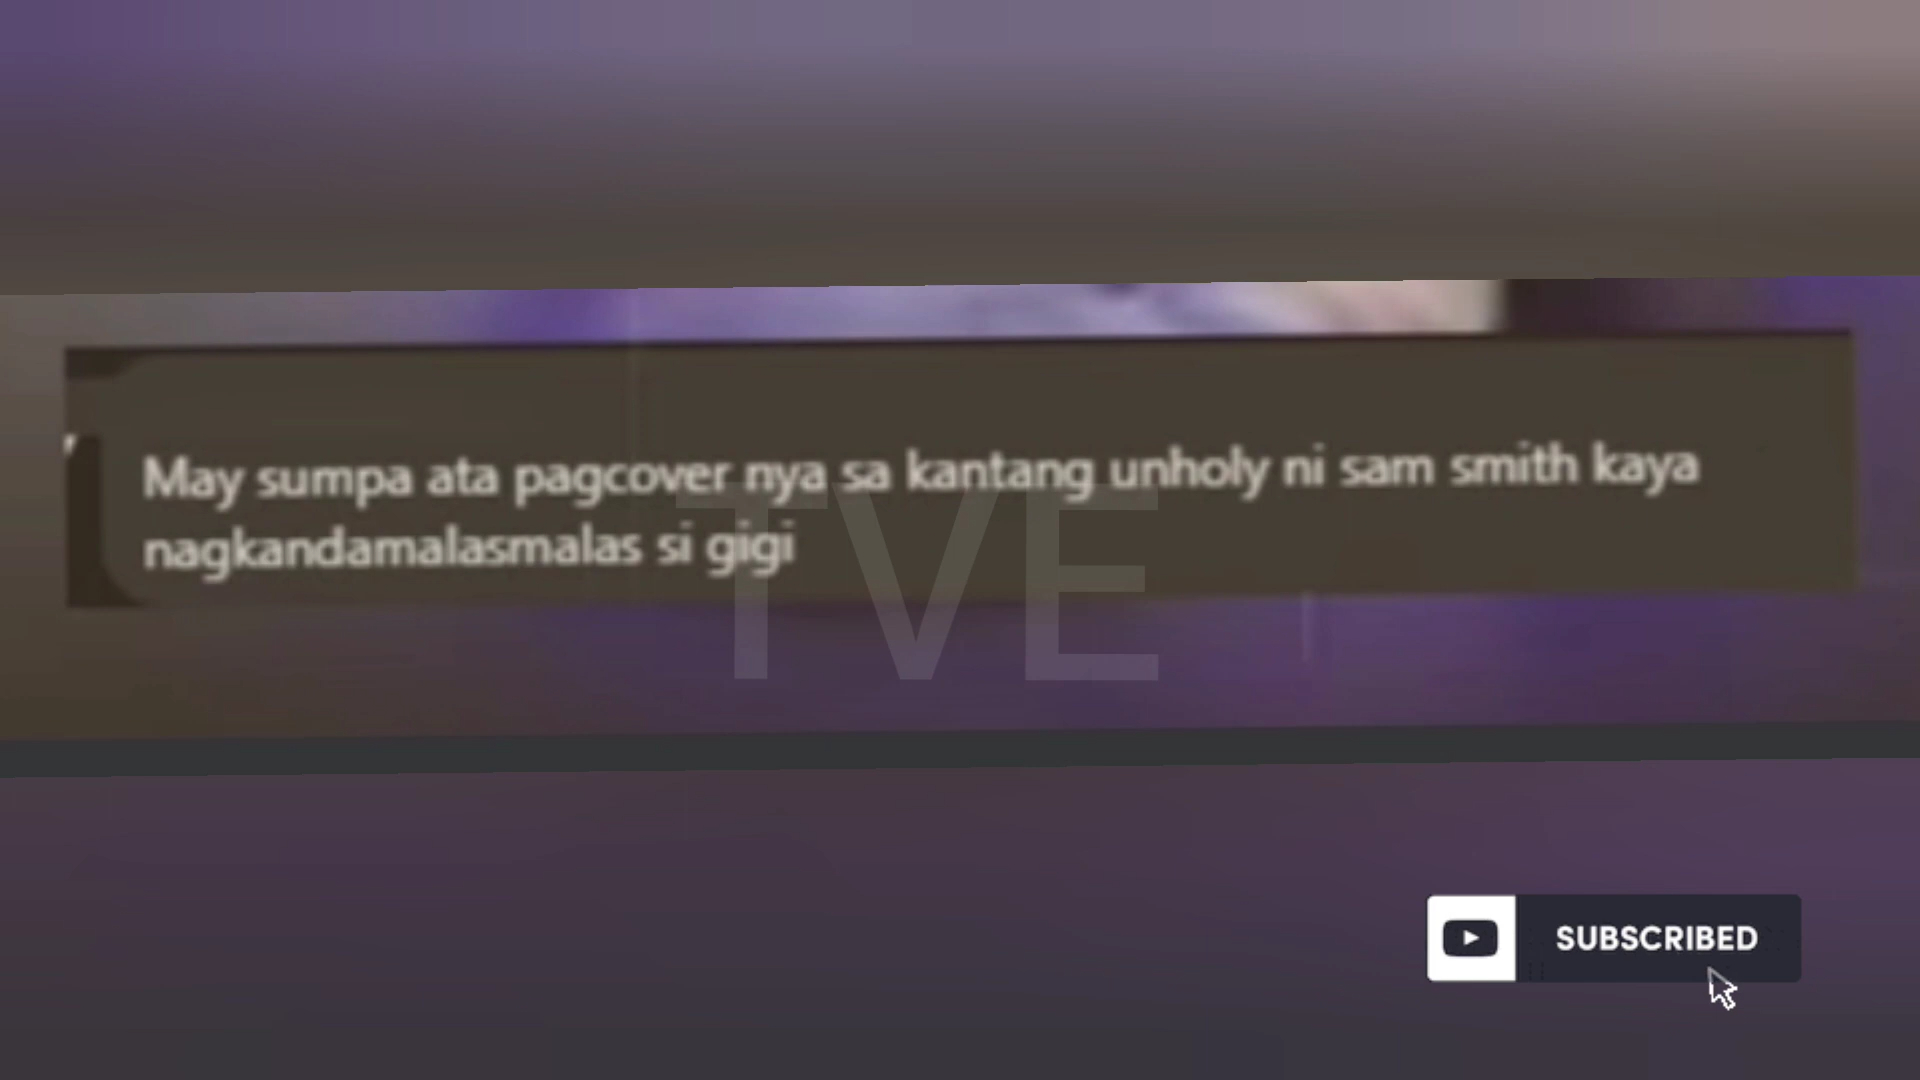 May sumpa ata pagcover nya sa kantang unholy ni sam smith kaya
nagkandamalasmalas si gigi
TVE
SUBSCRIBED